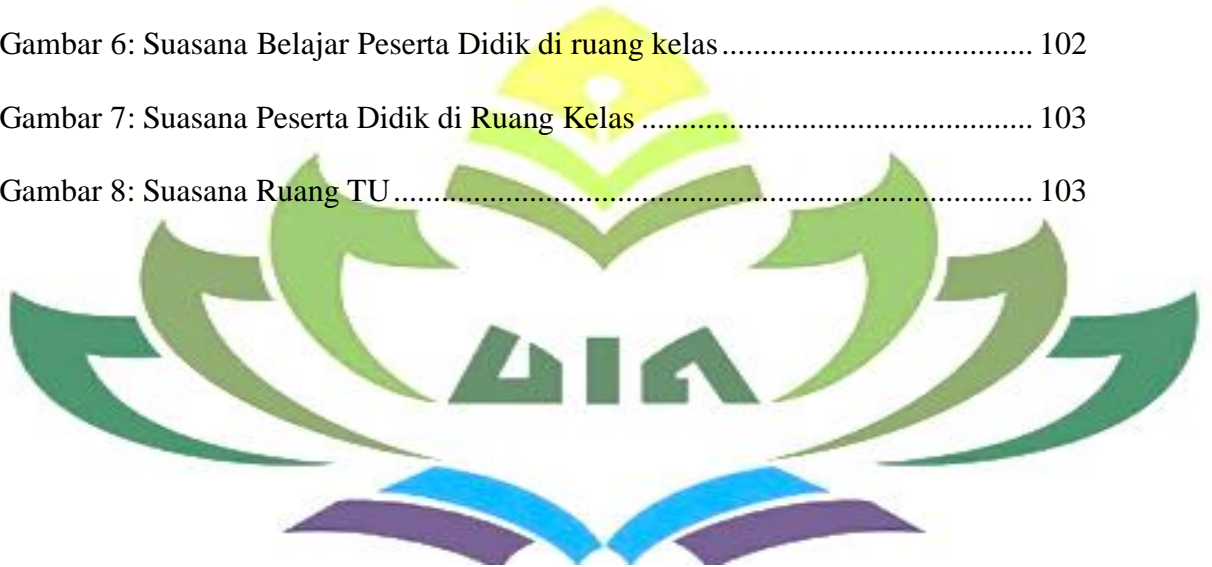 Gambar 6: Suasana Belajar Peserta Didik di ruang kelas....................................... 102
Gambar 7: Suasana Peserta Didik di Ruang Kelas................................................. 103
Gambar 8: Suasana Ruang TU................................................................................ 103